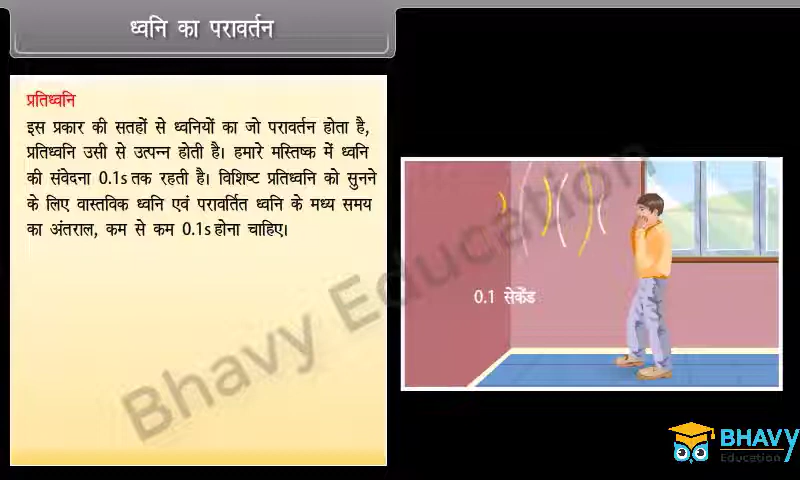 ध्वनि का परावर्तन
प्रतिध्वनि
इस प्रकार की सतहों से ध्वनियों का जो परावर्तन होता है,
प्रतिध्वनि उसी से उत्पन्न होती है। हमारे मस्तिष्क में ध्वनि
की संवेदना 0.1s तक रहती है। विशिष्ट प्रतिध्वनि को सुनने
के लिए वास्तविक ध्वनि एवं परावर्तित ध्वनि के मध्य समय
का अंतराल, कम से कम 0.1s होना चाहिए।
0.1 सेकेंड
Bhavy Education
BHAVY
Education